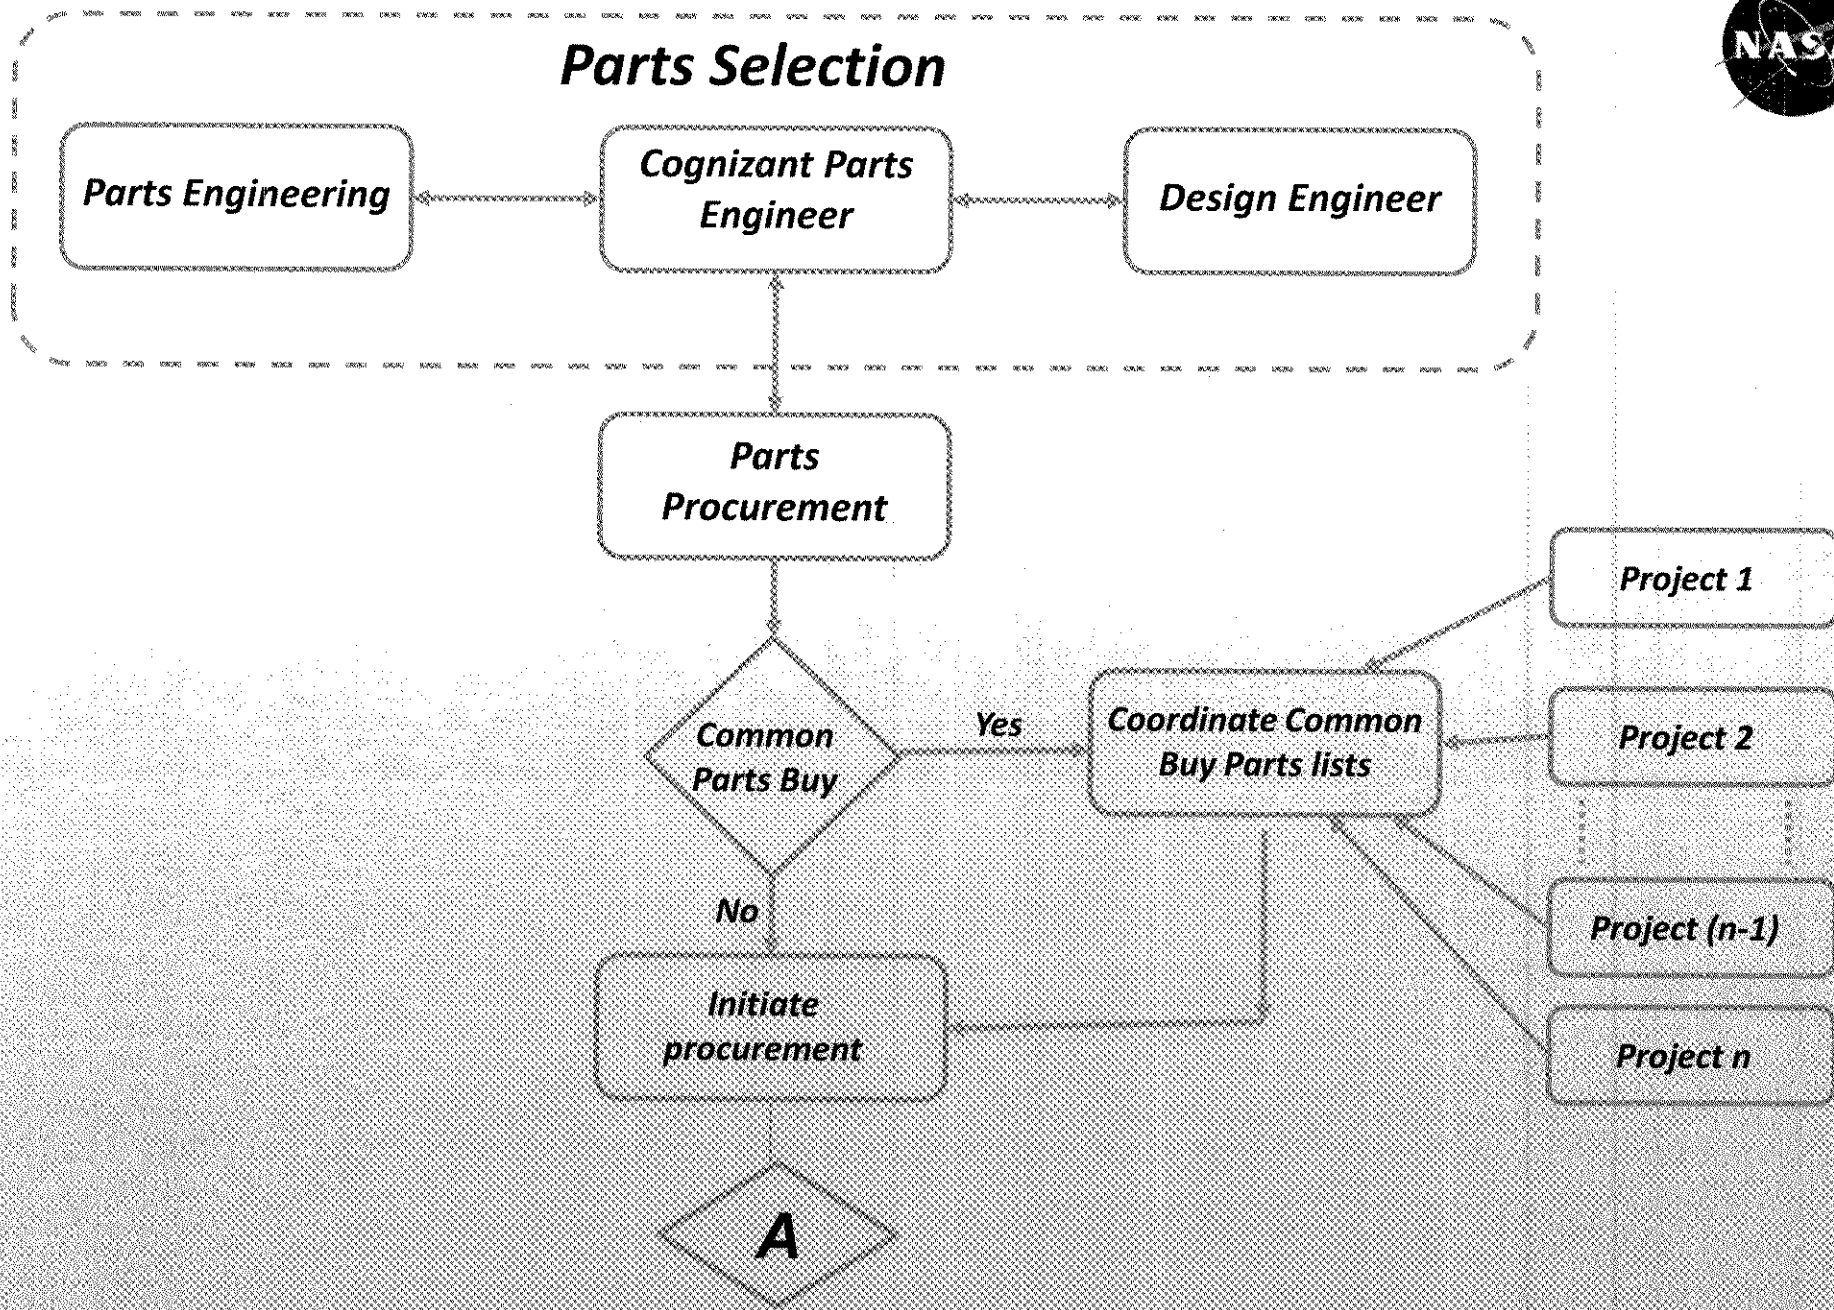 Parts Selection
NASA
Parts Engineering
Cognizant Parts
Engineer
Design Engineer
Parts
Procurement
Project 1
Common
Parts Buy
Yes
Coordinate Common
Buy Parts lists
Project 2
No
Project (n-1)
Initiate
procurement
Project n
A